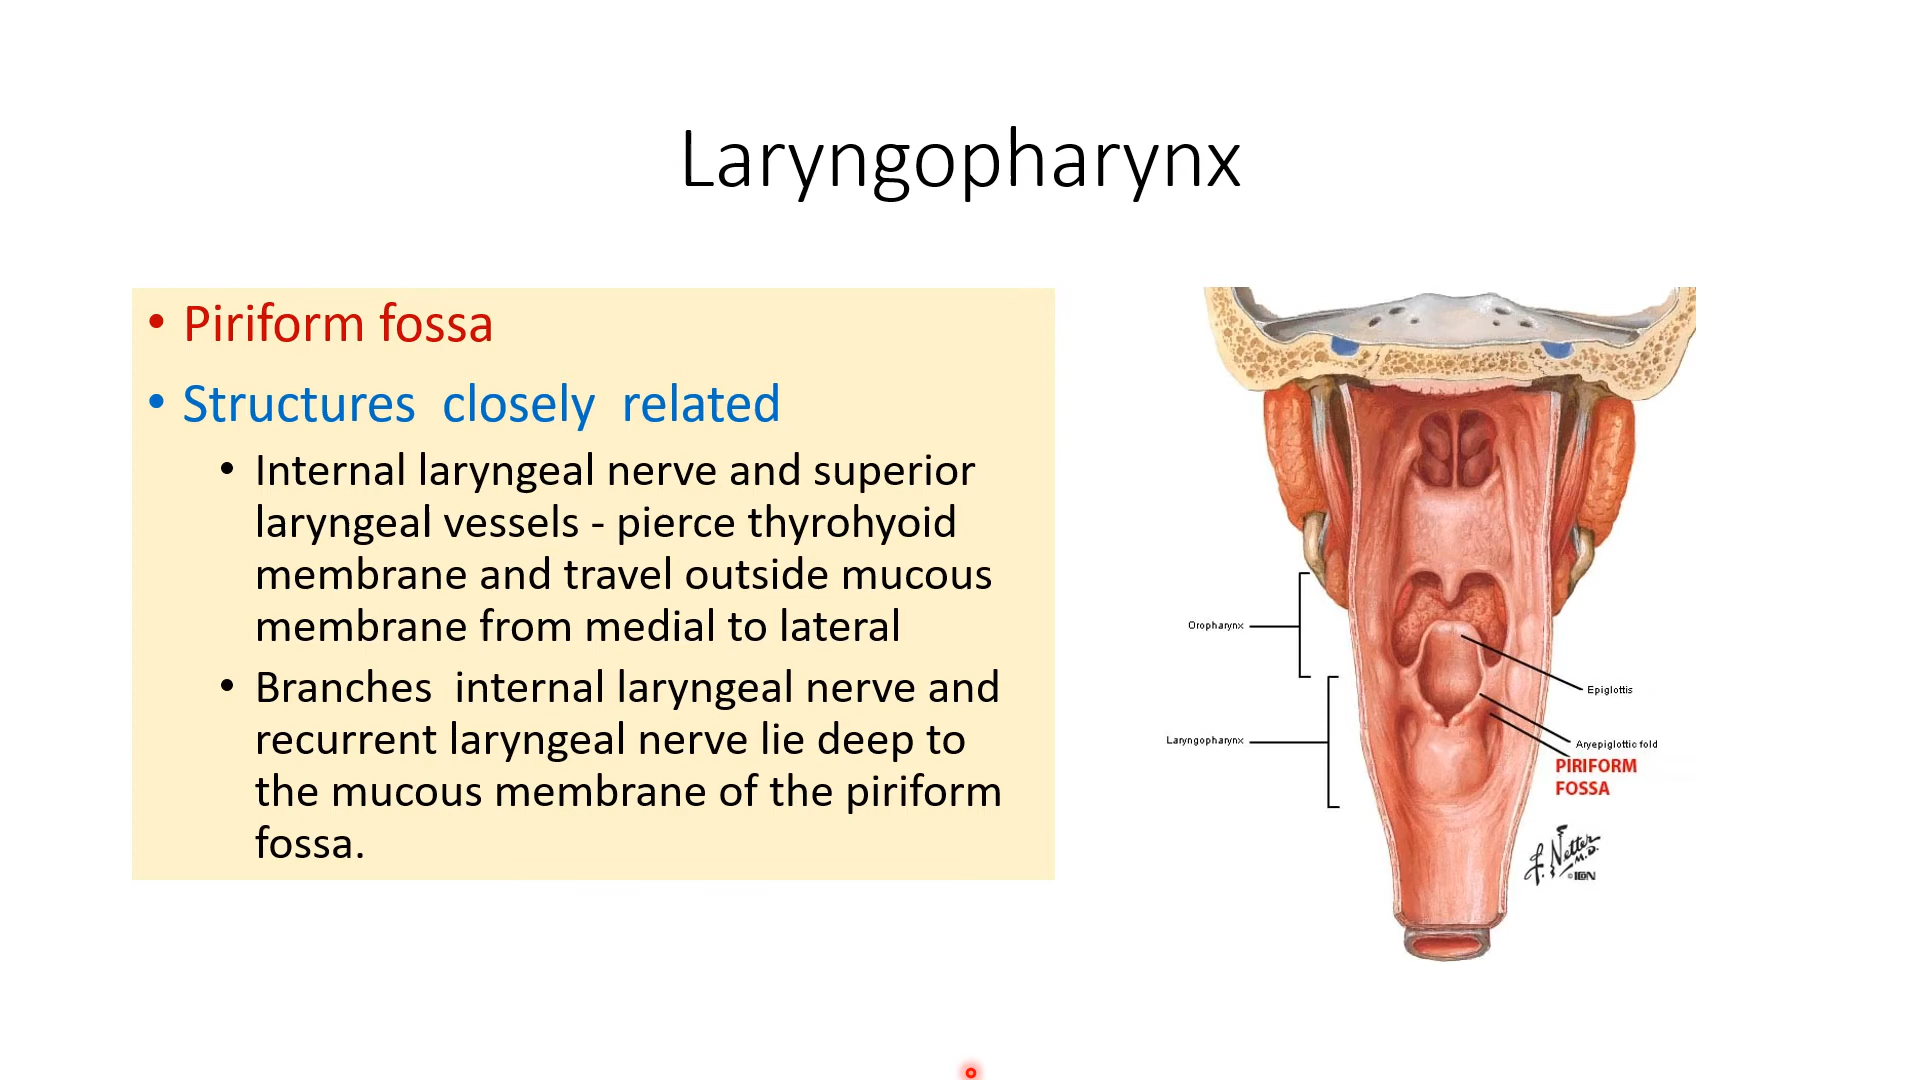 Laryngopharynx
• Piriform fossa
• Structures closely related
• Internal laryngeal nerve and superior
laryngeal vessels - pierce thyrohyoid
membrane and travel outside mucous
membrane from medial to lateral
• Branches internal laryngeal nerve and
recurrent laryngeal nerve lie deep to
the mucous membrane of the piriform
fossa.
Oropharynx
Laryngopharynx
Epiglottis
Aryepiglottic fold
PIRIFORM
FOSSA
F. Netter
M.D.